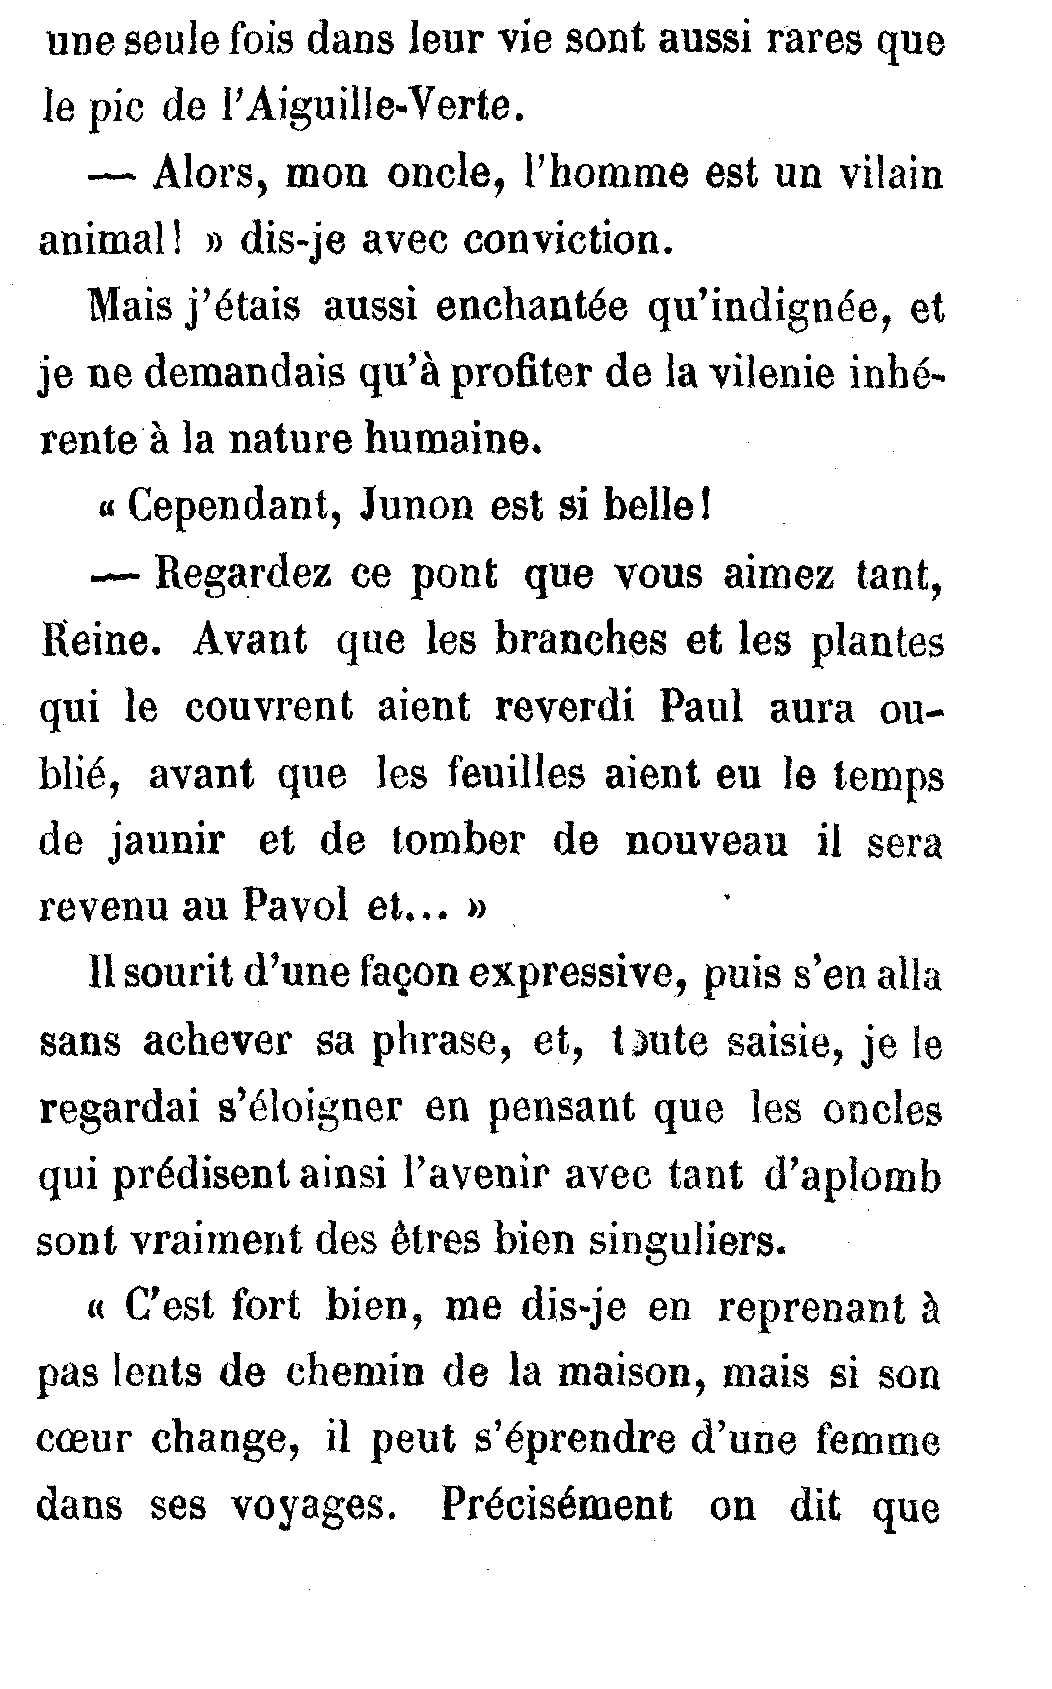 une seule fois dans leur vie sont aussi rares que
le pic de l'Aiguille-Verte.
— Alors, mon oncle, l'homme est un vilain
animal! » dis-je avec conviction.
Mais j'étais aussi enchantée qu'indignée, et
je ne demandais qu'à profiter de la vilenie inhé-
rente à la nature humaine.
« Cependant, Junon est si belle!
— Regardez ce pont que vous aimez tant,
Reine. Avant que les branches et les plantes
qui le couvrent aient reverdi Paul aura ou-
blié, avant que les feuilles aient eu le temps
de jaunir et de tomber de nouveau il sera
revenu au Pavol et... »
Il sourit d'une façon expressive, puis s'en alla
sans achever sa phrase, et, toute saisie, je le
regardai s'éloigner en pensant que les oncles
qui prédisent ainsi l'avenir avec tant d'aplomb
sont vraiment des êtres bien singuliers.
« C'est fort bien, me dis-je en reprenant à
pas lents de chemin de la maison, mais si son
cœur change, il peut s'éprendre d'une femme
dans ses voyages. Précisément on dit que